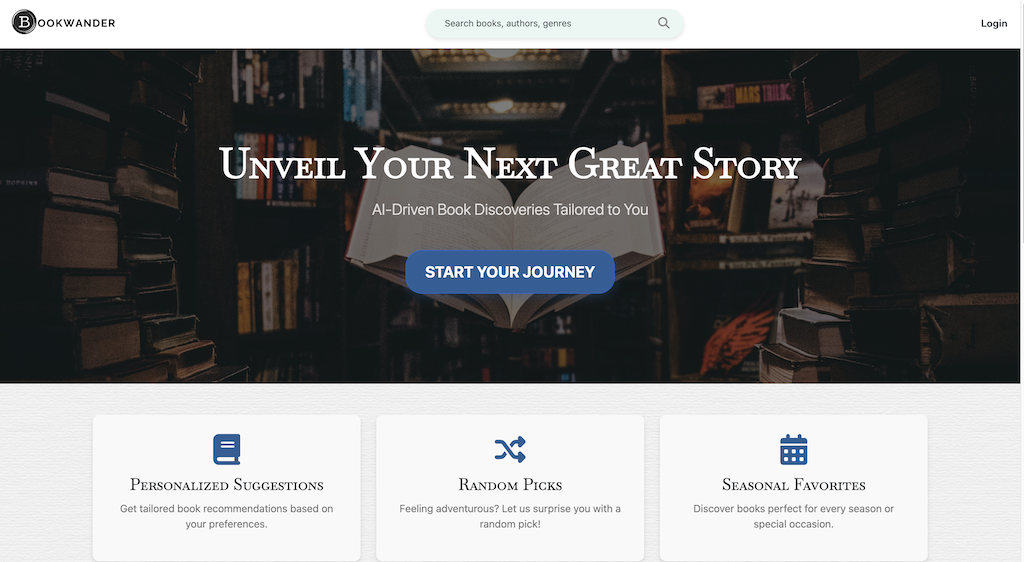 BOOKWANDER
Search books, authors, genres
Login
MARS TRILOGY
Unveil Your Next Great Story
AI-Driven Book Discoveries Tailored to You
START YOUR JOURNEY
Personalized Suggestions
Get tailored book recommendations based on
your preferences.
Random Picks
Feeling adventurous? Let us surprise you with a
random pick!
Seasonal Favorites
Discover books perfect for every season or
special occasion.